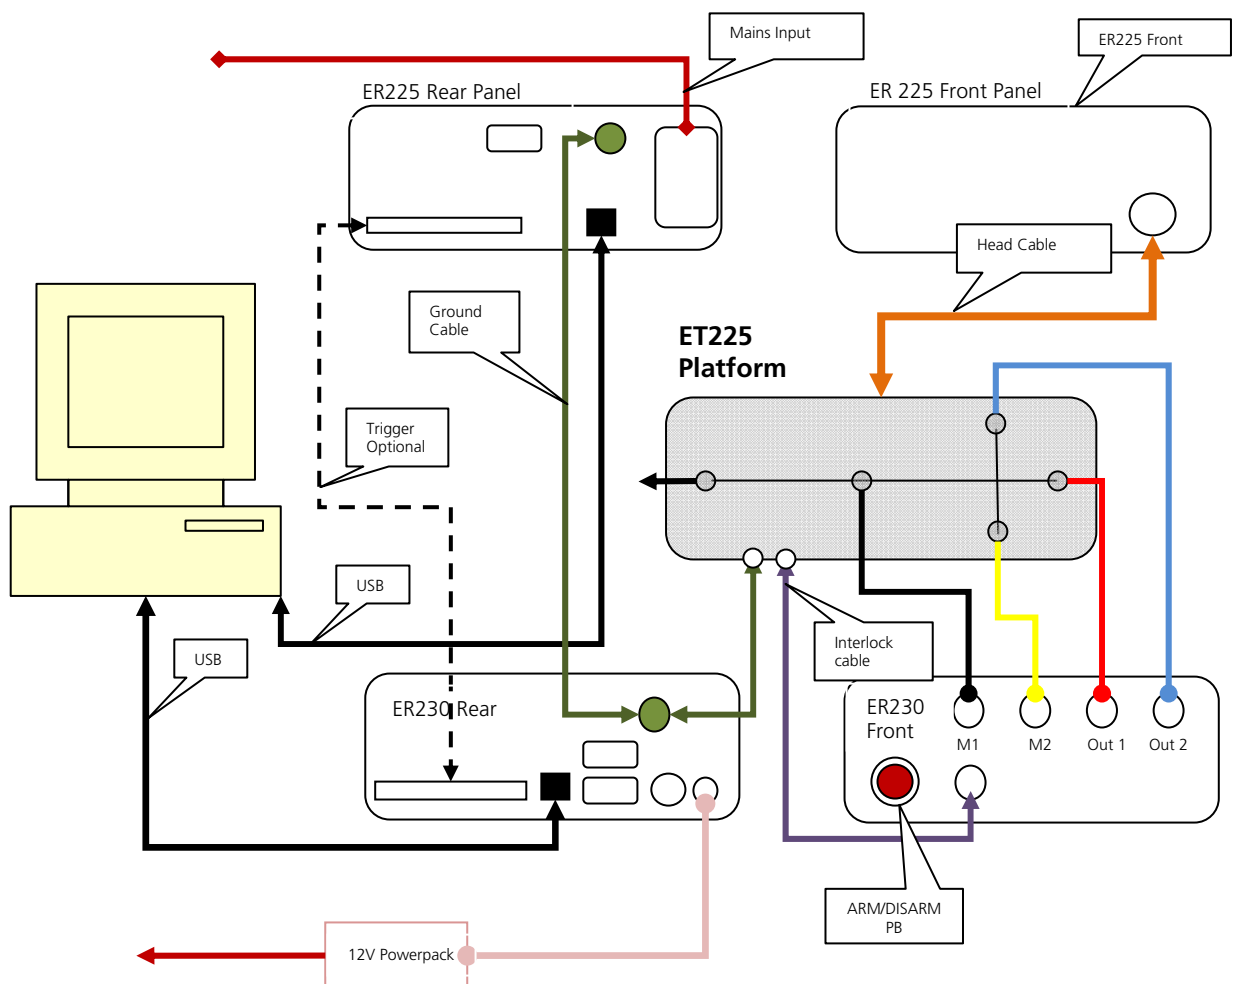 Mains Input
ER225 Front
ER225 Rear Panel
ER 225 Front Panel
Head Cable
Ground
Cable
ET225
Platform
Trigger
Optional
USB
Interlock
cable
USB
ER230 Rear
ER230
Front
M1
M2
Out 1
Out 2
ARM/DISARM
PB
12V Powerpack